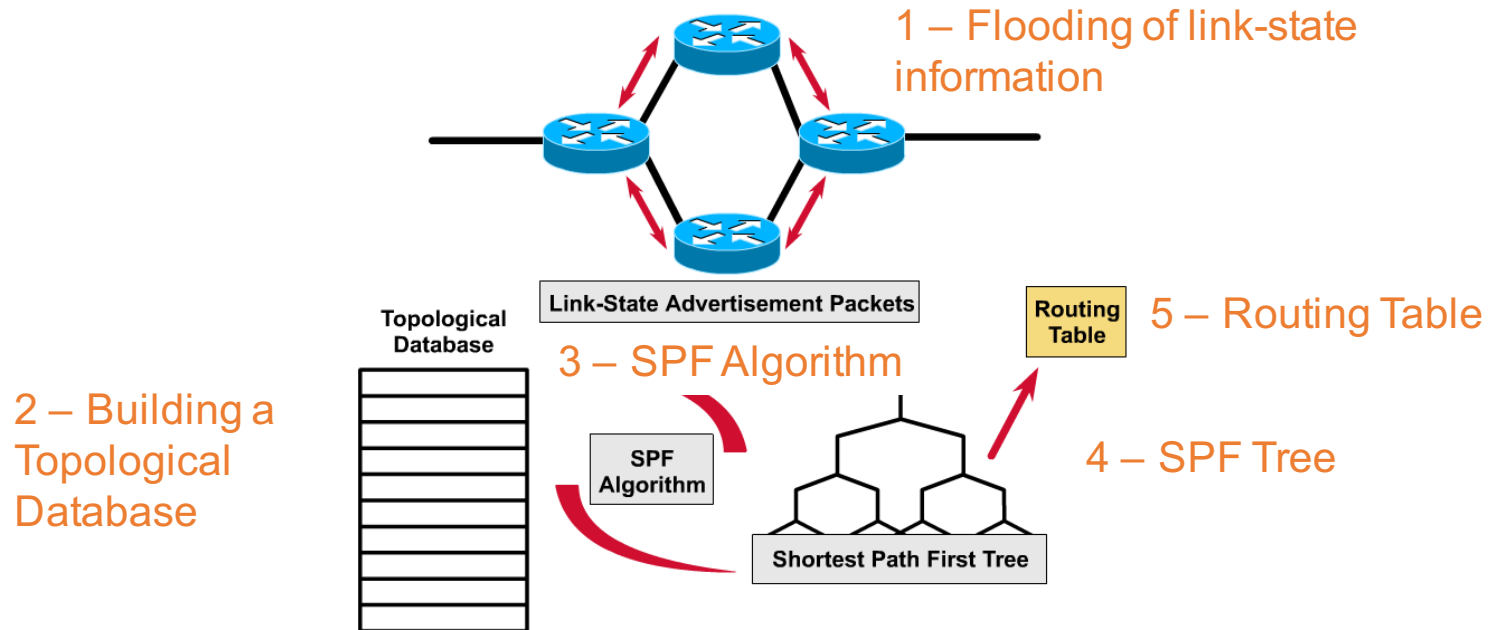 1 – Flooding of link-state
information
Link-State Advertisement Packets
Topological
Database
Routing
Table
5 – Routing Table
3 – SPF Algorithm
2 – Building a
Topological
Database
SPF
Algorithm
4 – SPF Tree
Shortest Path First Tree